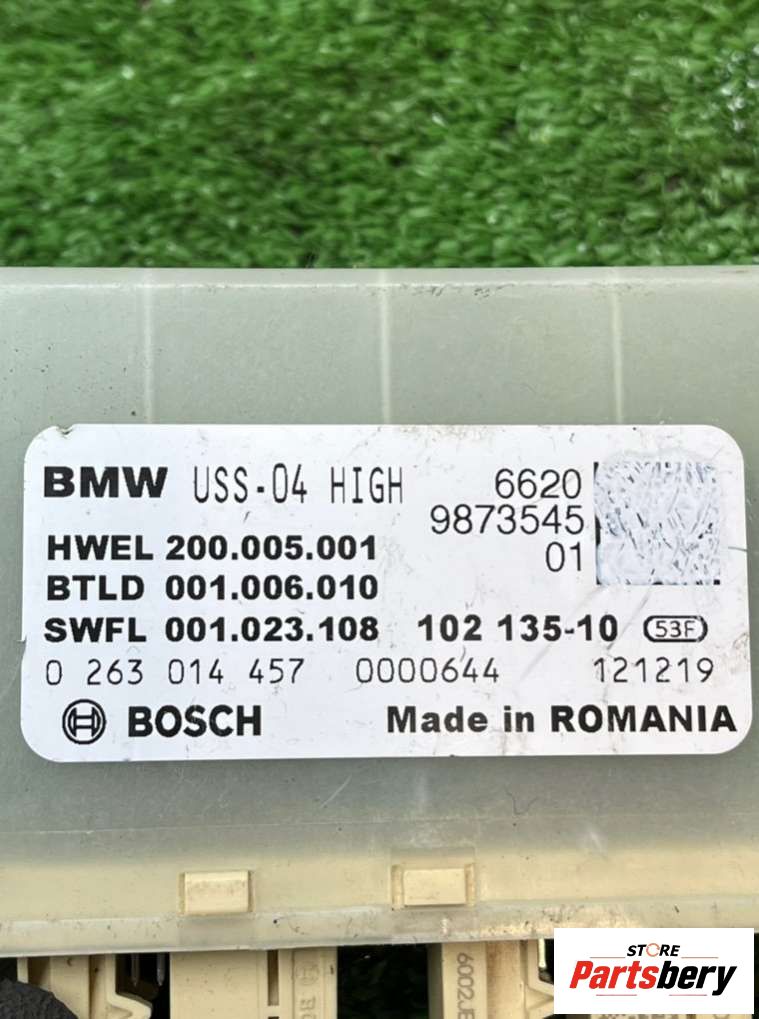 BMW USS-04 HIGH 6620
9873545
HWEL 200.005.001 01
BTLD 001.006.010
SWFL 001.023.108 102 135-10 53F
0 263 014 457 0000644 121219
BOSCH Made in ROMANIA
STORE
Partsbery